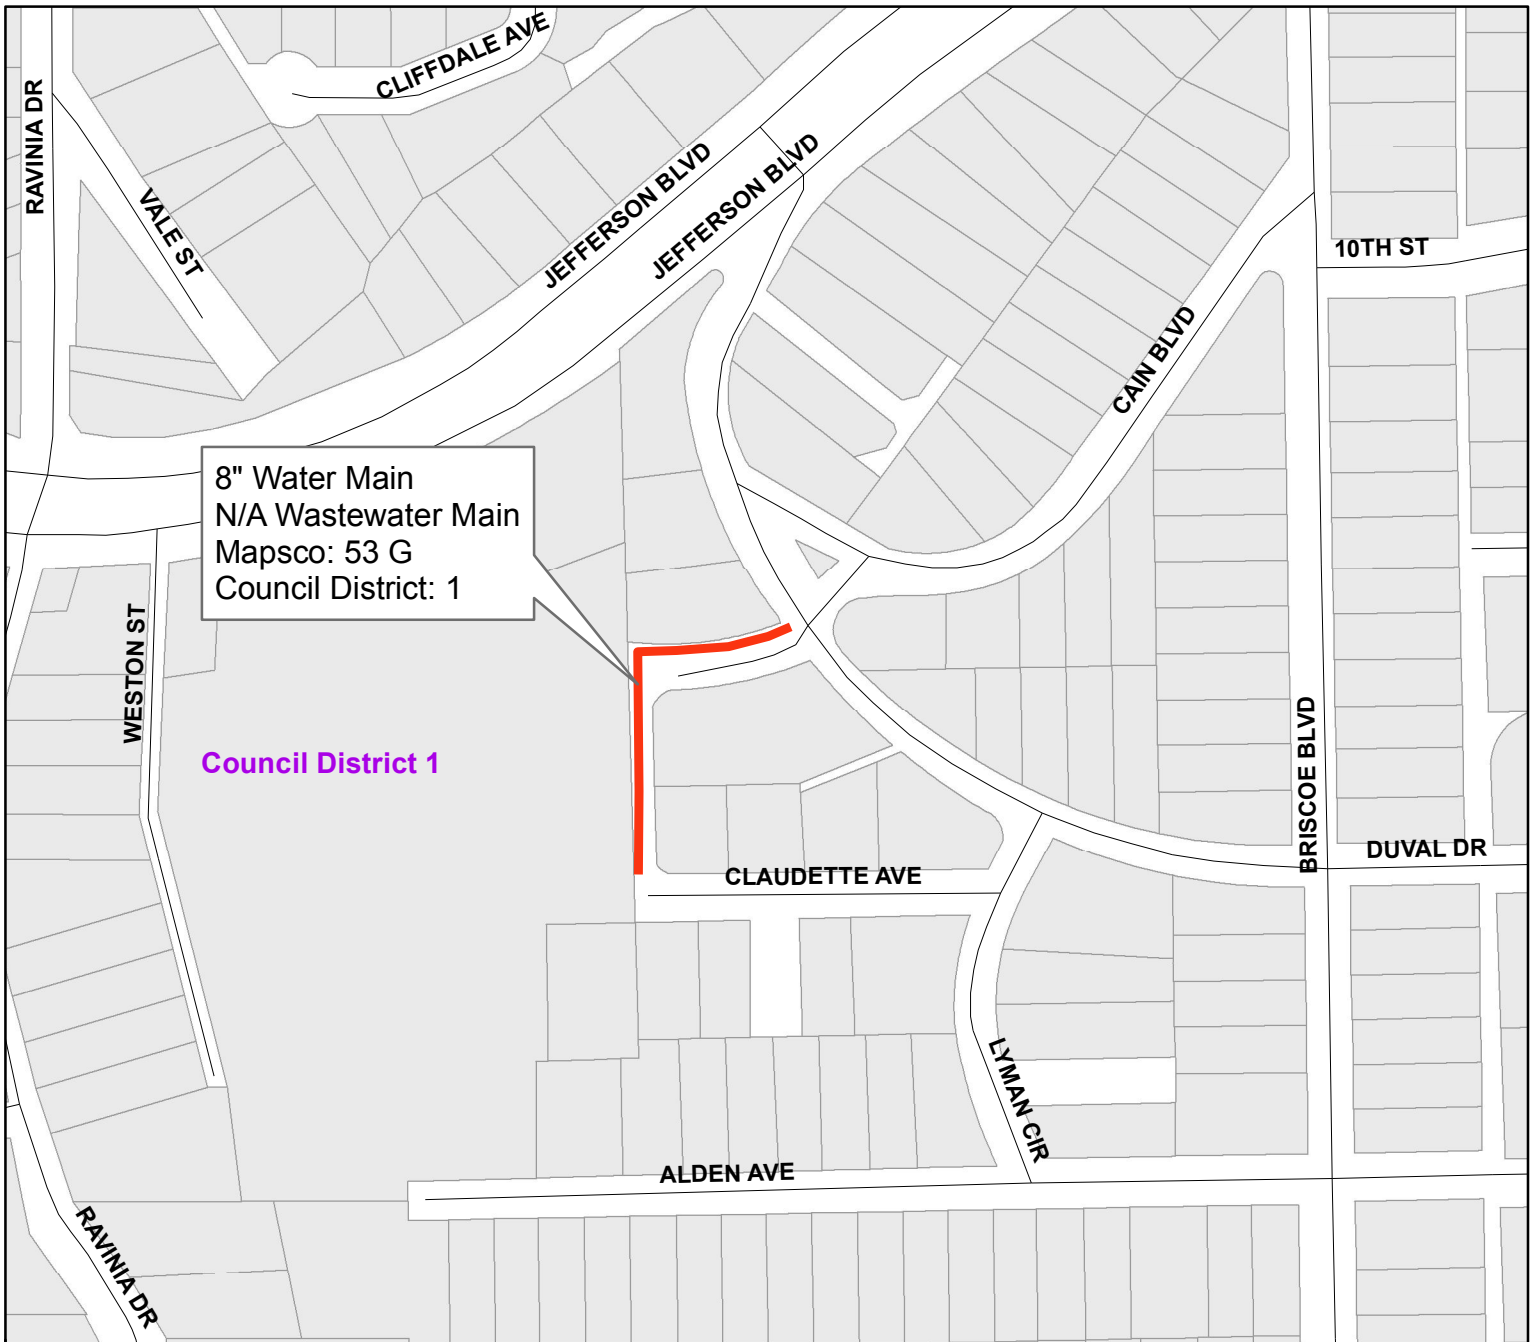 CLIFFDALE AVE
RAVINIA DR
VALE ST
JEFFERSON BLVD
JEFFERSON BLVD
10TH ST
CAIN BLVD
8" Water Main
N/A Wastewater Main
Mapsco: 53 G
Council District: 1
WESTON ST
Council District 1
BRISCOE BLVD
DUVAL DR
CLAUDETTE AVE
LYMAN CIR
ALDEN AVE
RAVINIA DR